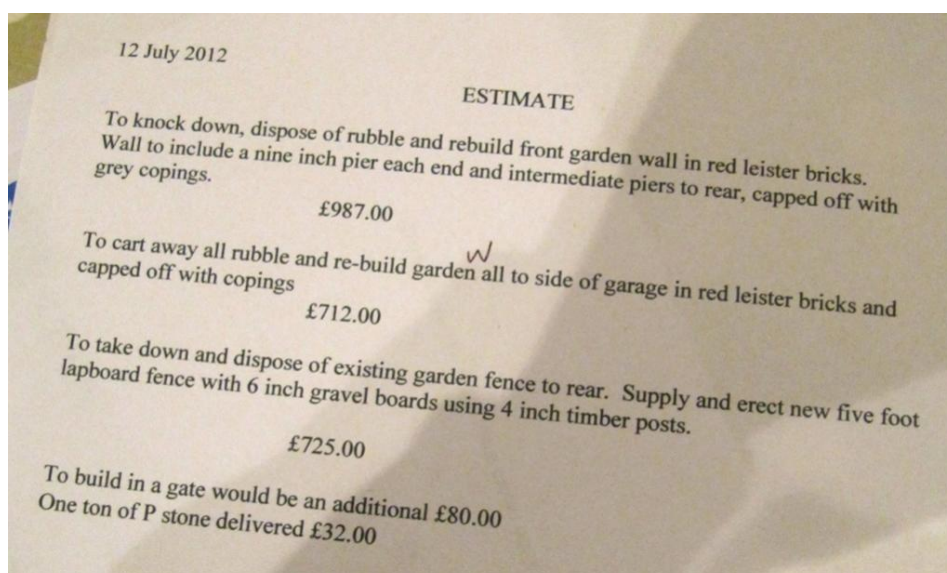 12 July 2012
ESTIMATE
To knock down, dispose of rubble and rebuild front garden wall in red leister bricks.
Wall to include a nine inch pier each end and intermediate piers to rear, capped off with
grey copings.
£987.00
W
To cart away all rubble and re-build garden all to side of garage in red leister bricks and
capped off with copings
£712.00
To take down and dispose of existing garden fence to rear. Supply and erect new five foot
lapboard fence with 6 inch gravel boards using 4 inch timber posts.
£725.00
To build in a gate would be an additional £80.00
One ton of P stone delivered £32.00